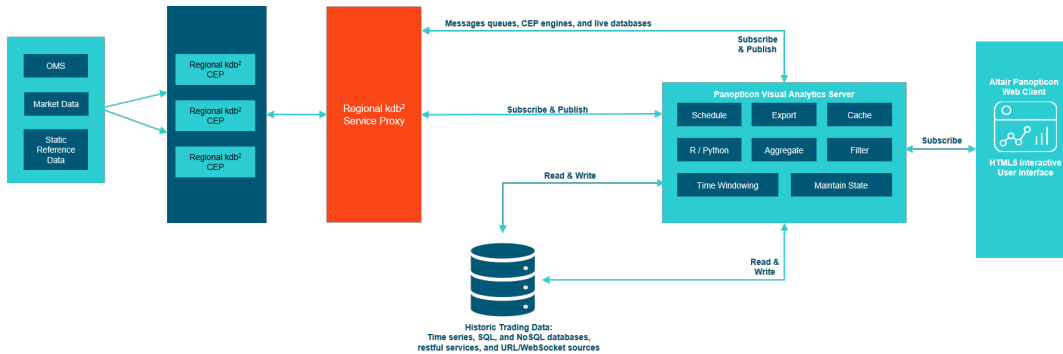 OMS
Market Data
Static
Reference
Data
Regional kdb²
CEP
Regional kdb²
CEP
Regional kdb²
CEP
Regional kdb²
Service Proxy
Messages queues, CEP engines, and live databases
Subscribe
& Publish
Subscribe & Publish
Read & Write
Panopticon Visual Analytics Server
Schedule
Export
Cache
R / Python
Aggregate
Filter
Time Windowing
Maintain State
Subscribe
Altair Panopticon
Web Client
HTML5 Interactive
User Interface
Read &
Write
Historic Trading Data:
Time series, SQL, and NoSQL databases,
restful services, and URL/WebSocket sources